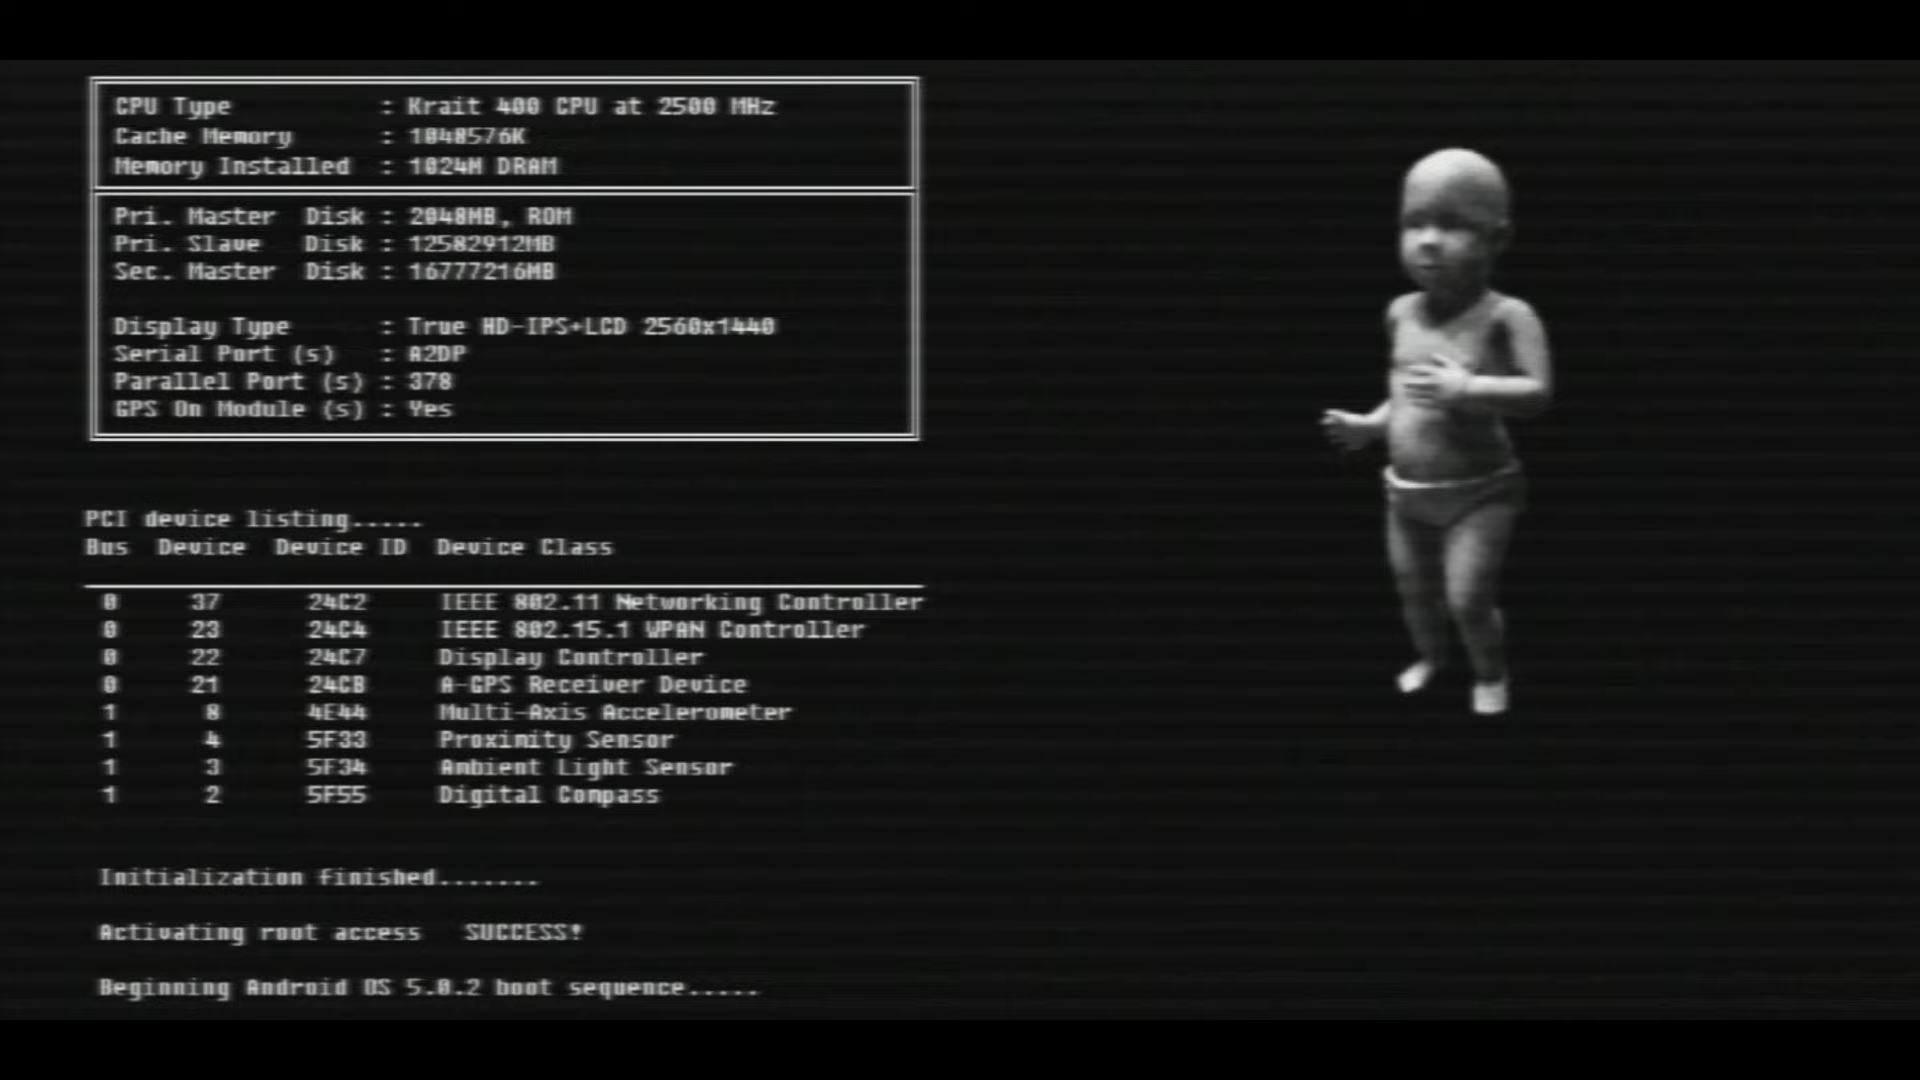 CPU Type : Krait 400 CPU at 2500 MHz
Cache Memory : 1048576K
Memory Installed : 1024M DRAM
Pri. Master Disk : 2048MB, ROM
Pri. Slave Disk : 12582912MB
Sec. Master Disk : 16777216MB
Display Type : True HD-IPS+LCD 2560x1440
Serial Port (s) : A2DP
Parallel Port (s) : 378
GPS On Module (s) : Yes
PCI device listing.....
Bus Device Device ID Device Class
0 37 24C2 IEEE 802.11 Networking Controller
0 23 24C4 IEEE 802.15.1 WPAN Controller
0 22 24C7 Display Controller
0 21 24CB A-GPS Receiver Device
1 8 4E44 Multi-Axis Accelerometer
1 4 5F33 Proximity Sensor
1 3 5F34 Ambient Light Sensor
1 2 5F55 Digital Compass
Initialization finished.......
Activating root access SUCCESS!
Beginning Android OS 5.0.2 boot sequence.....